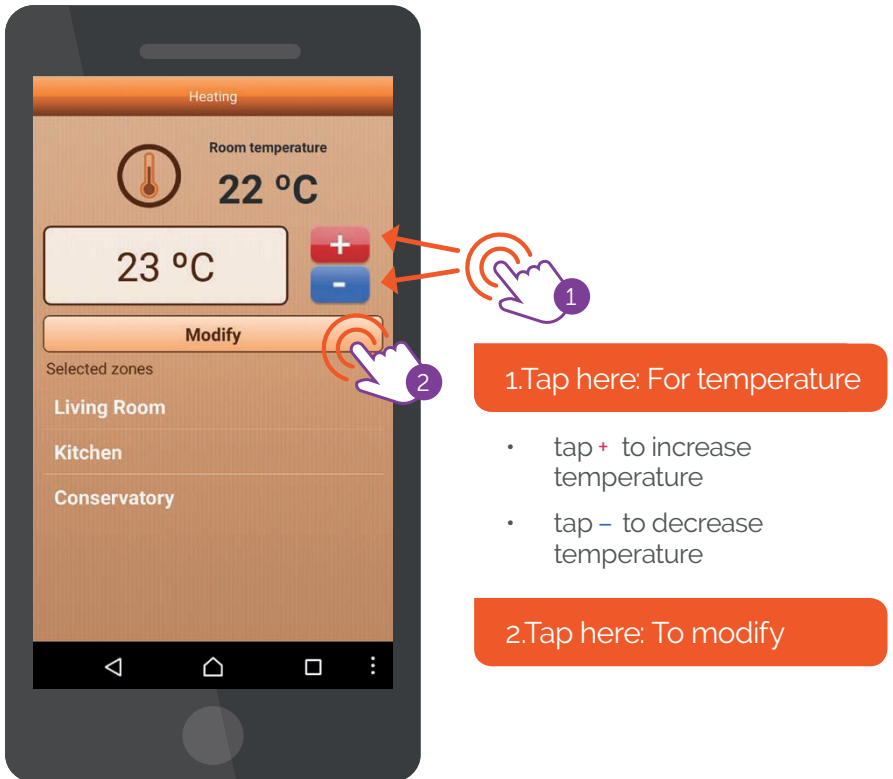 Heating
Room temperature
22 ºC
23 ºC
+
-
Modify
Selected zones
Living Room
Kitchen
Conservatory
1
2
1.Tap here: For temperature
• tap + to increase
temperature
• tap – to decrease
temperature
2.Tap here: To modify